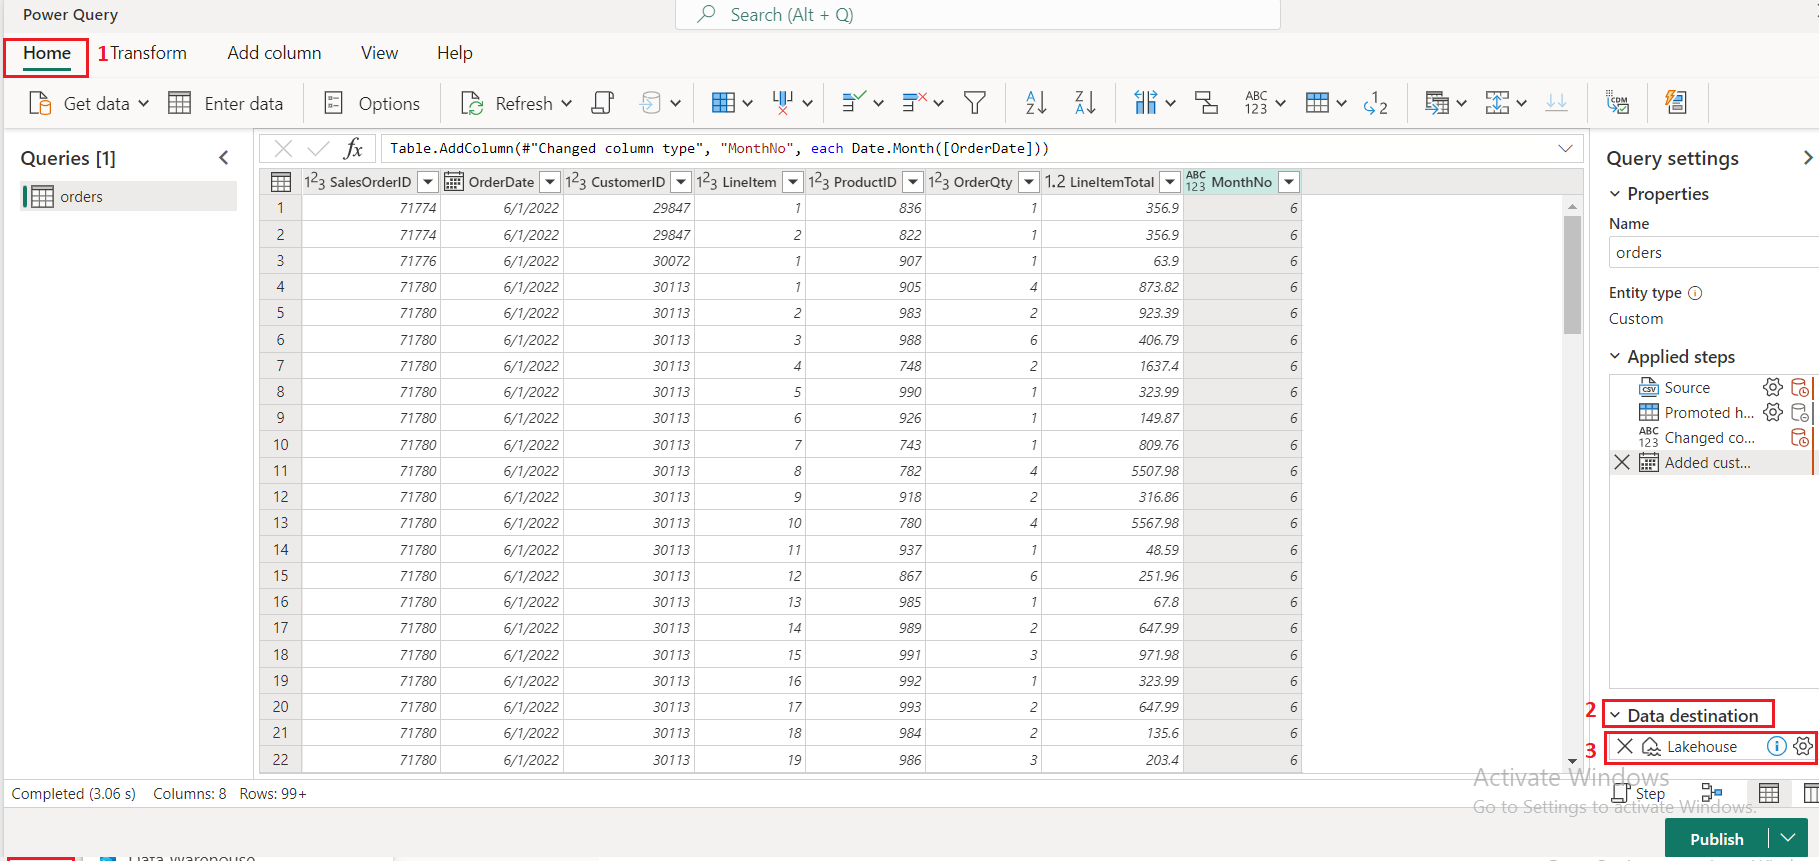 Power Query
Search (Alt + Q)
Home 1 Transform Add column View Help
Get data Enter data Options Refresh ABC 123 1 2 CDM
Queries [1]
orders
fx Table.AddColumn(#"Changed column type", "MonthNo", each Date.Month([OrderDate]))
1²3 SalesOrderID OrderDate 1²3 CustomerID 1²3 LineItem 1²3 ProductID 1²3 OrderQty 1.2 LineItemTotal ABC 123 MonthNo
1 71774 6/1/2022 29847 1 836 1 356.9 6
2 71774 6/1/2022 29847 2 822 1 356.9 6
3 71776 6/1/2022 30072 1 907 1 63.9 6
4 71780 6/1/2022 30113 1 905 4 873.82 6
5 71780 6/1/2022 30113 2 983 2 923.39 6
6 71780 6/1/2022 30113 3 988 6 406.79 6
7 71780 6/1/2022 30113 4 748 2 1637.4 6
8 71780 6/1/2022 30113 5 990 1 323.99 6
9 71780 6/1/2022 30113 6 926 1 149.87 6
10 71780 6/1/2022 30113 7 743 1 809.76 6
11 71780 6/1/2022 30113 8 782 4 5507.98 6
12 71780 6/1/2022 30113 9 918 2 316.86 6
13 71780 6/1/2022 30113 10 780 4 5567.98 6
14 71780 6/1/2022 30113 11 937 1 48.59 6
15 71780 6/1/2022 30113 12 867 6 251.96 6
16 71780 6/1/2022 30113 13 985 1 67.8 6
17 71780 6/1/2022 30113 14 989 2 647.99 6
18 71780 6/1/2022 30113 15 991 3 971.98 6
19 71780 6/1/2022 30113 16 992 1 323.99 6
20 71780 6/1/2022 30113 17 993 2 647.99 6
21 71780 6/1/2022 30113 18 984 2 135.6 6
22 71780 6/1/2022 30113 19 986 3 203.4 6
Query settings
Properties
Name
orders
Entity type
Custom
Applied steps
CSV Source
Promoted h...
ABC 123 Changed co...
Added cust...
2 Data destination
3 Lakehouse
Activate Windows
Go to Settings to activate Windows.
Completed (3.06 s) Columns: 8 Rows: 99+
Step
Publish
Data Warehouse